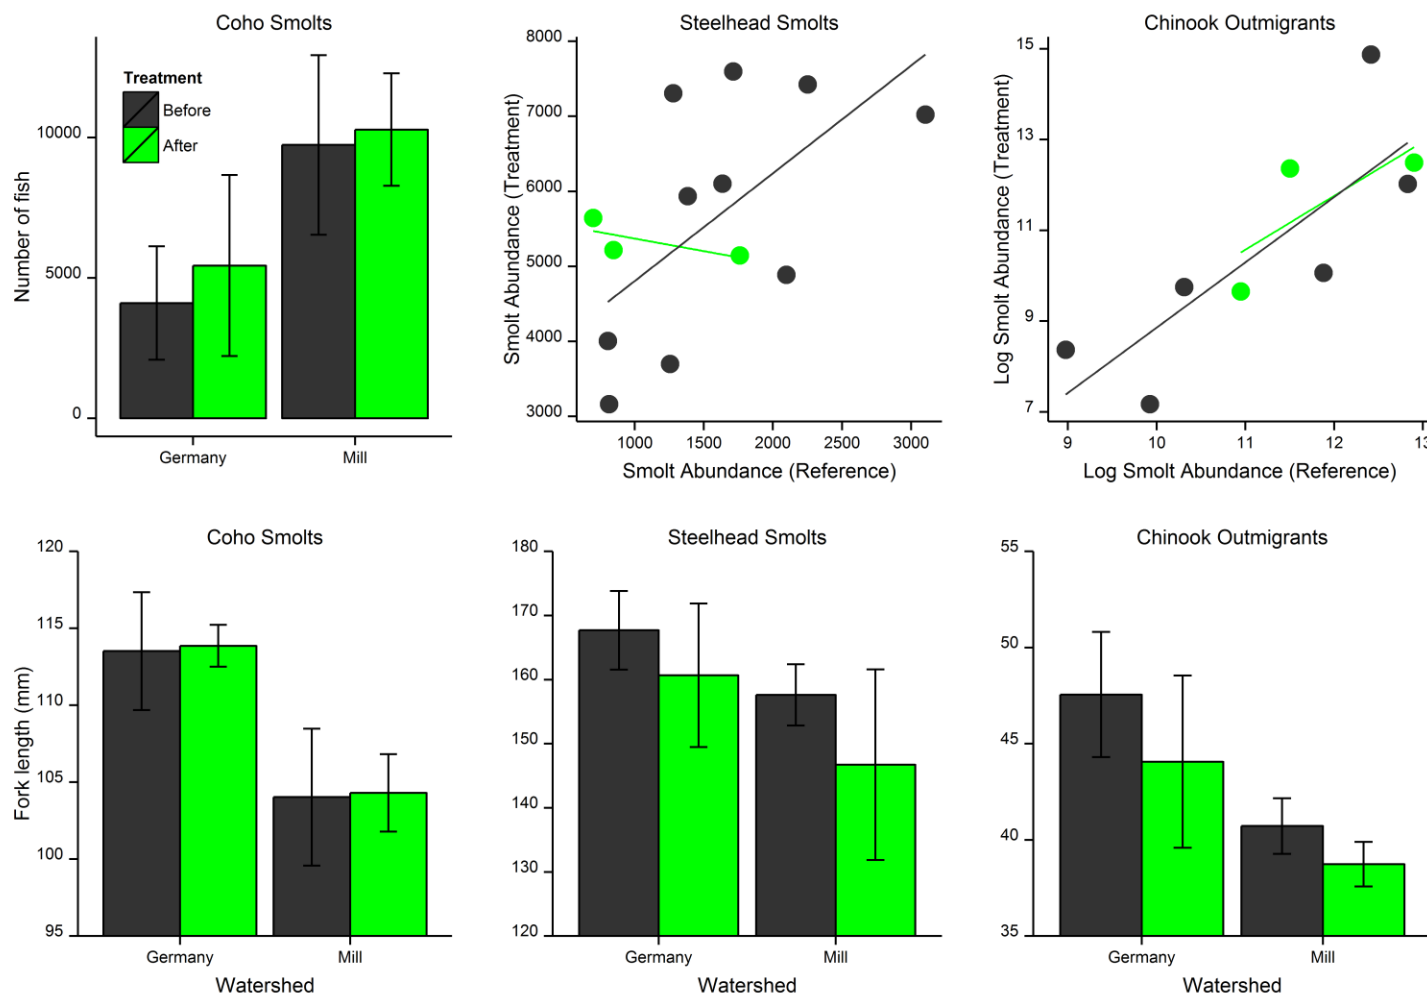 Coho Smolts
Treatment
Before
After
Number of fish
10000
5000
0
Germany Mill
Steelhead Smolts
Smolt Abundance (Treatment)
8000
7000
6000
5000
4000
3000
1000 1500 2000 2500 3000
Smolt Abundance (Reference)
Chinook Outmigrants
Log Smolt Abundance (Treatment)
15
13
11
9
7
9 10 11 12 13
Log Smolt Abundance (Reference)
Coho Smolts
Fork length (mm)
120
115
110
105
100
95
Germany Mill
Watershed
Steelhead Smolts
180
170
160
150
140
130
120
Germany Mill
Watershed
Chinook Outmigrants
55
50
45
40
35
Germany Mill
Watershed